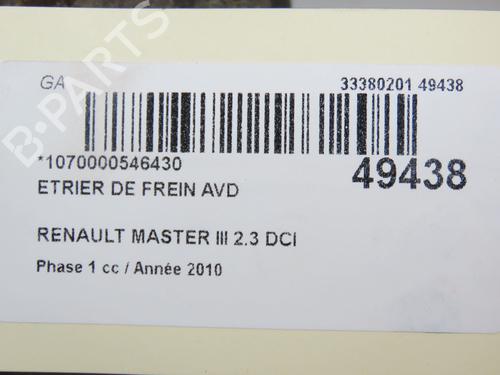 GA 33380201 49438
*1070000546430 49438
ETRIER DE FREIN AVD
RENAULT MASTER III 2.3 DCI
Phase 1 cc / Année 2010
B-PARTS